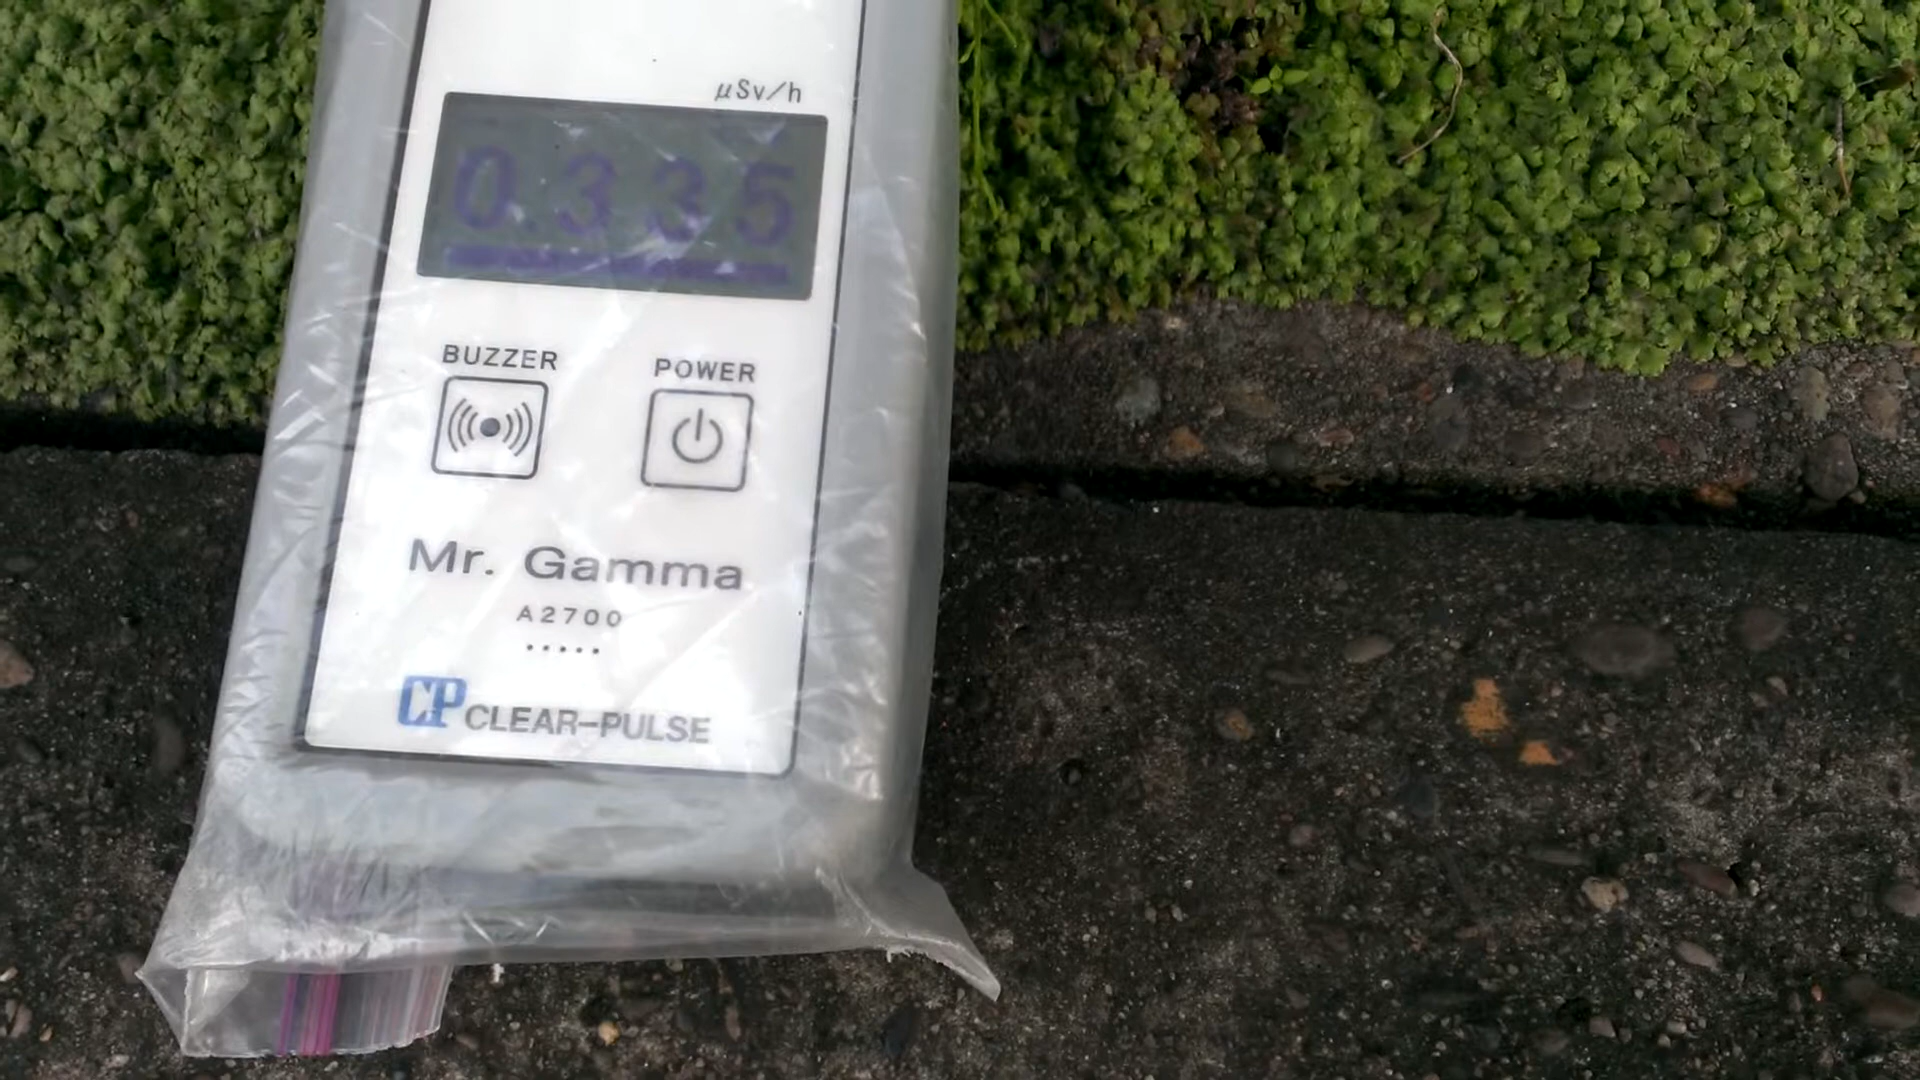 μSv/h
0.335
BUZZER
POWER
Mr. Gamma
A2700
CP CLEAR-PULSE